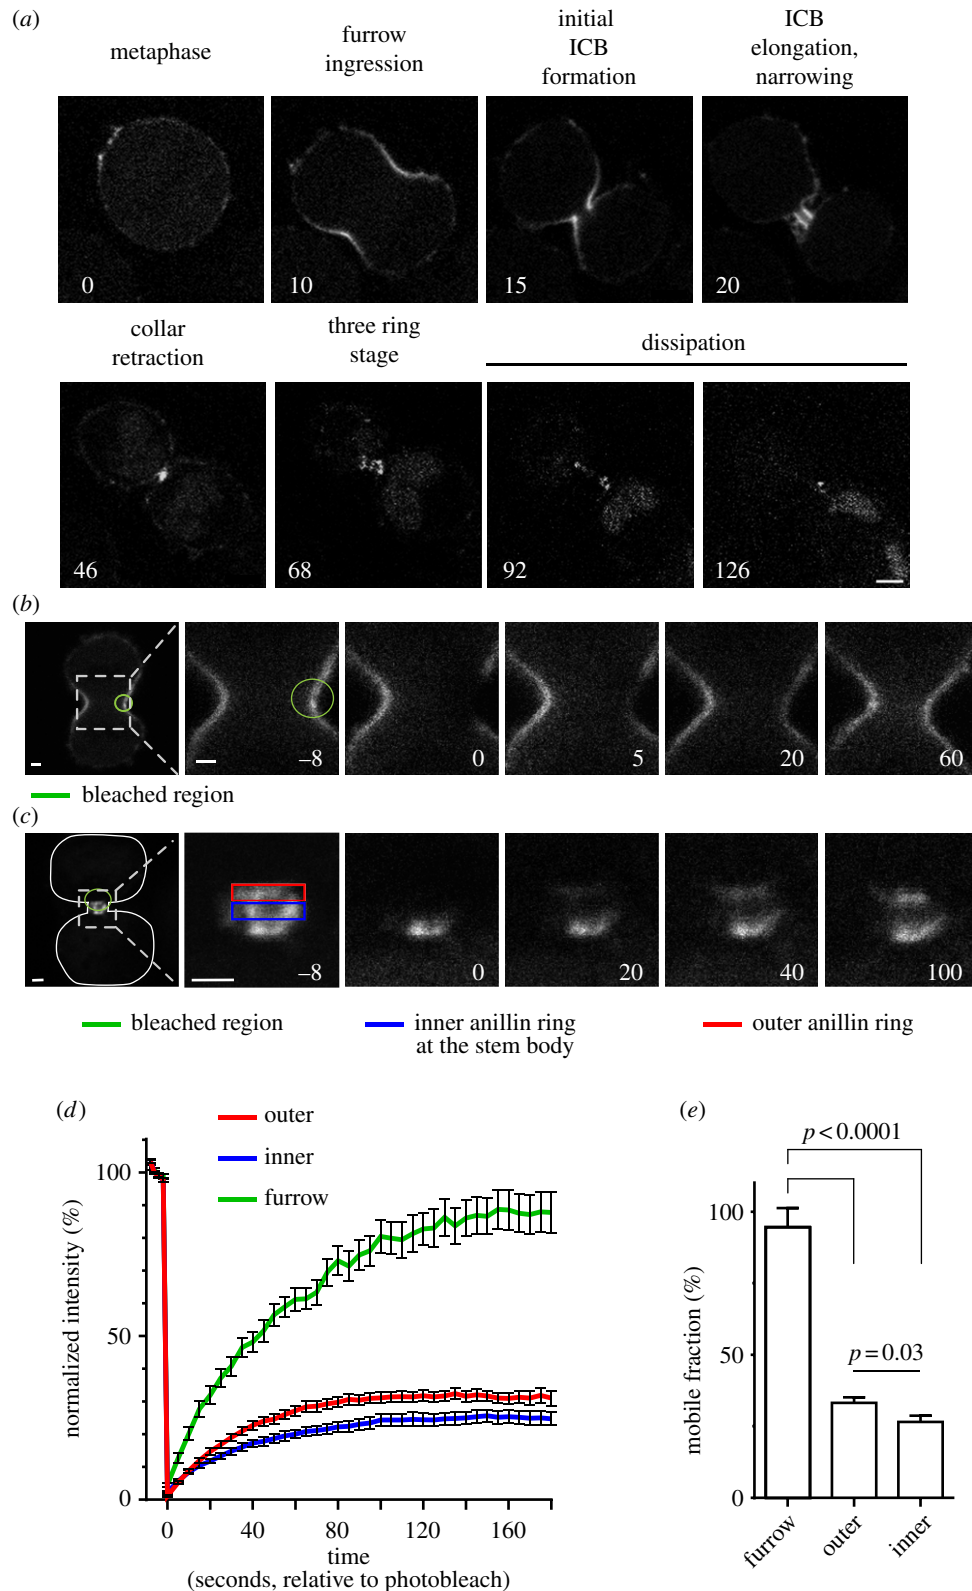 (a)
metaphase
furrow
ingression
initial
ICB
formation
ICB
elongation,
narrowing
0
10
15
20
collar
retraction
three ring
stage
dissipation
46
68
92
126
(b)
–8
0
5
20
60
bleached region
(c)
–8
0
20
40
100
bleached region
inner anillin ring
at the stem body
outer anillin ring
(d)
outer
inner
furrow
100
50
0
normalized intensity (%)
0
40
80
120
160
time
(seconds, relative to photobleach)
(e)
p < 0.0001
p = 0.03
100
50
0
mobile fraction (%)
furrow
outer
inner